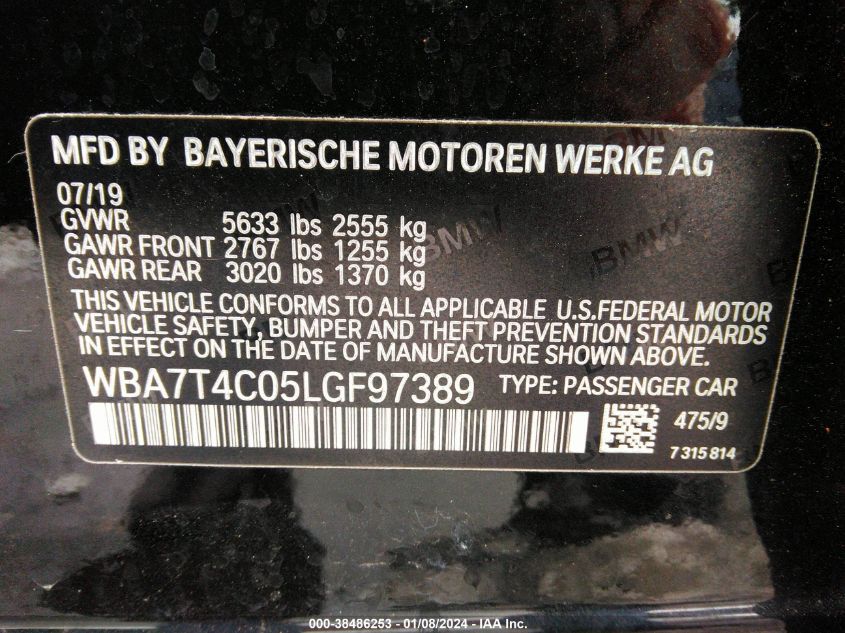 MFD BY BAYERISCHE MOTOREN WERKE AG
07/19
GVWR 5633 lbs 2555 kg
GAWR FRONT 2767 lbs 1255 kg
GAWR REAR 3020 lbs 1370 kg
THIS VEHICLE CONFORMS TO ALL APPLICABLE U.S.FEDERAL MOTOR
VEHICLE SAFETY, BUMPER AND THEFT PREVENTION STANDARDS
IN EFFECT ON THE DATE OF MANUFACTURE SHOWN ABOVE.
WBA7T4C05LGF97389 TYPE: PASSENGER CAR
475/9
7 315 814
000-38486253 - 01/08/2024 - IAA Inc.